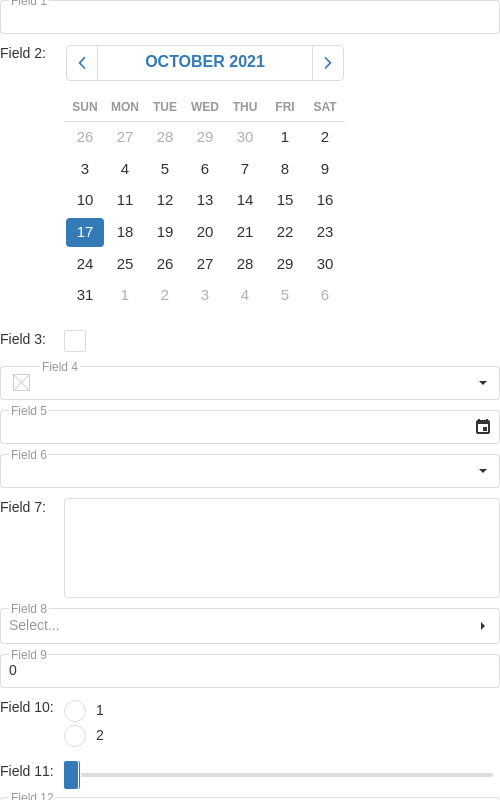 Field 1
Field 2:
OCTOBER 2021
SUN MON TUE WED THU FRI SAT
26 27 28 29 30 1 2
3 4 5 6 7 8 9
10 11 12 13 14 15 16
17 18 19 20 21 22 23
24 25 26 27 28 29 30
31 1 2 3 4 5 6
Field 3:
Field 4
Field 5
Field 6
Field 7:
Field 8
Select...
Field 9
0
Field 10:
1
2
Field 11:
Field 12